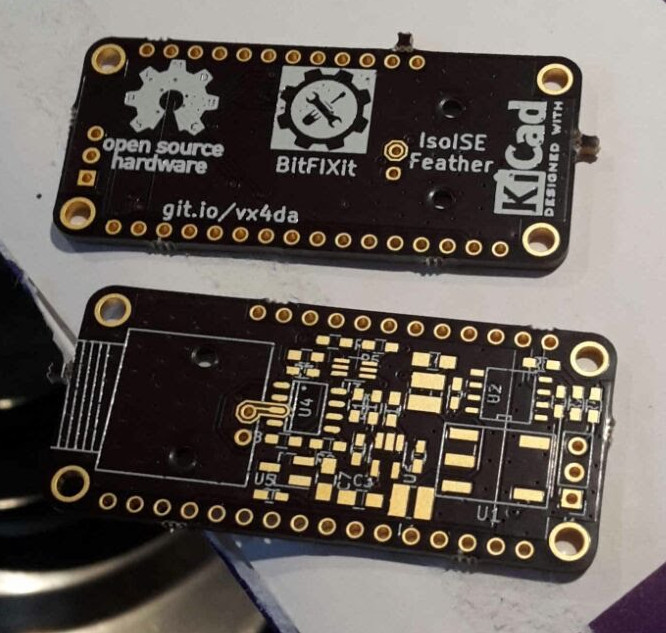 open source
hardware
BitFIXit
IsoISE
Feather
KiCad
DESIGNED WITH
git.io/vx4da
U4
U2
U5
C3
U1